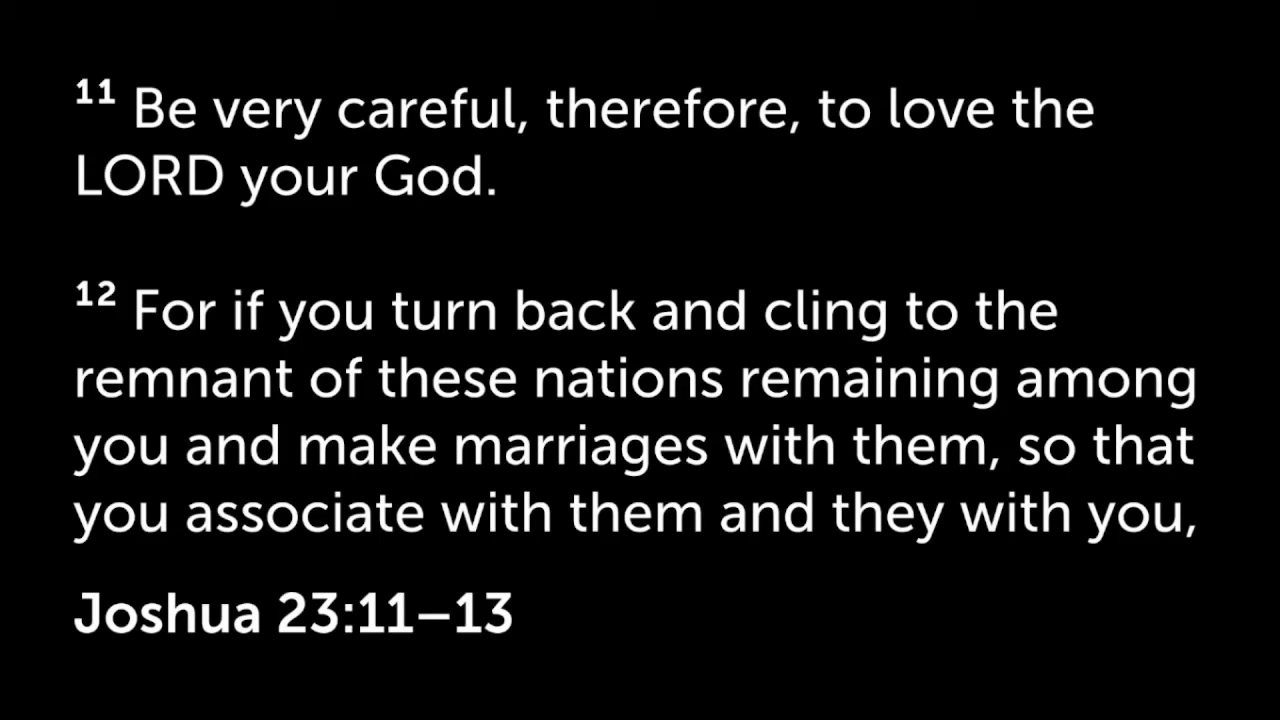 11 Be very careful, therefore, to love the
LORD your God.
12 For if you turn back and cling to the
remnant of these nations remaining among
you and make marriages with them, so that
you associate with them and they with you,
Joshua 23:11–13